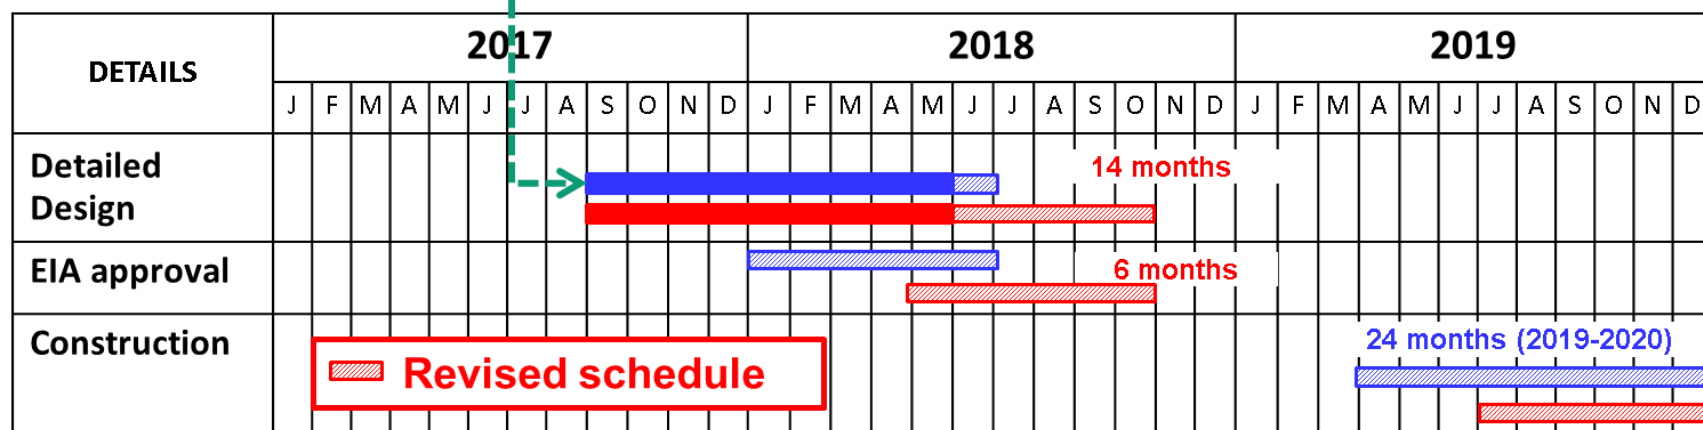 DETAILS 2017 2018 2019
J F M A M J J A S O N D J F M A M J J A S O N D J F M A M J J A S O N D
Detailed
Design
14 months
EIA approval
6 months
Construction
24 months (2019-2020)
Revised schedule